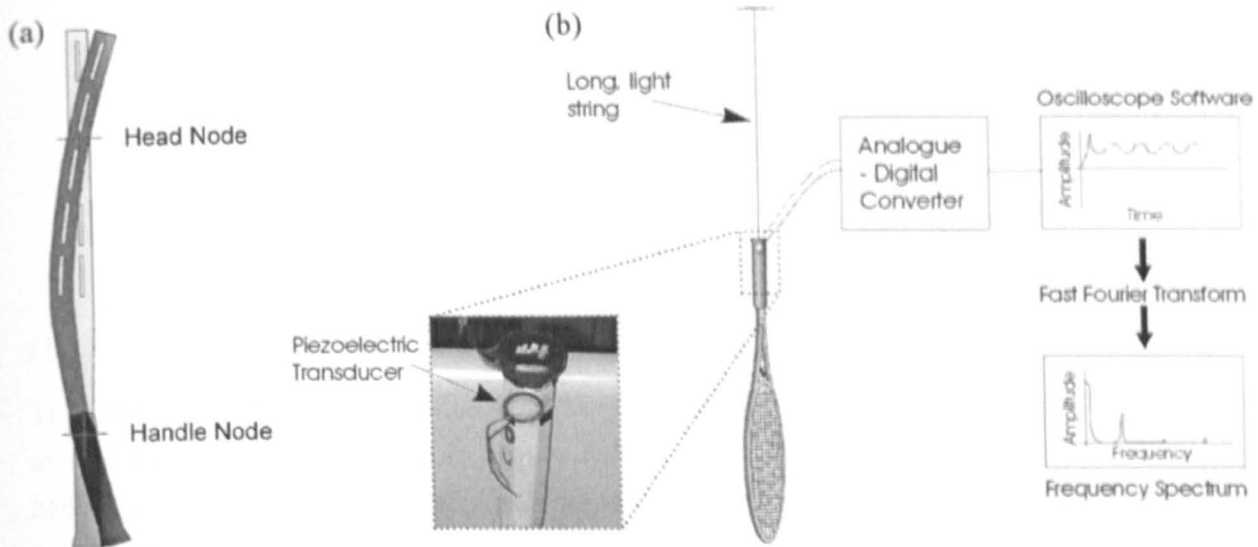 (a)
Head Node
Handle Node
(b)
Long, light
string
Piezoelectric
Transducer
Analogue
- Digital
Converter
Oscilloscope Software
Amplitude
Time
Fast Fourier Transform
Amplitude
Frequency
Frequency Spectrum